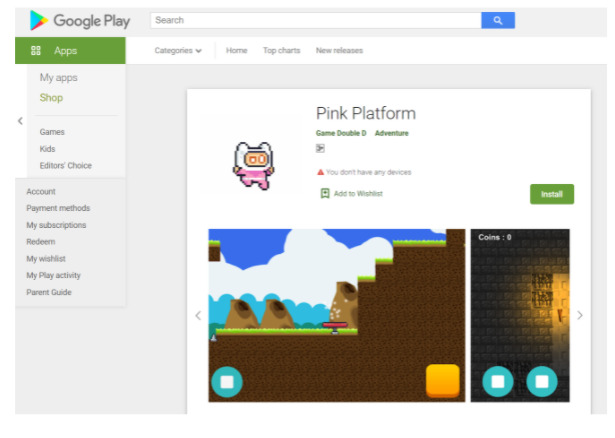 Google Play
Search
Apps
Categories
Home
Top charts
New releases
My apps
Shop
Games
Kids
Editors' Choice
Account
Payment methods
My subscriptions
Redeem
My wishlist
My Play activity
Parent Guide
Pink Platform
Game Double D Adventure
You don't have any devices
Add to Wishlist
Install
Coins : 0